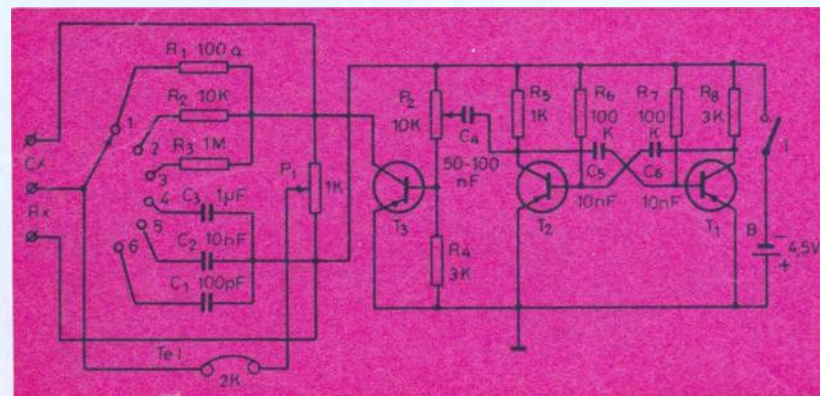 R1 100Ω
R2 10K
R3 1M
1
2
3
4
5
6
Cx
Rx
C3 1μF
C2 10nF
C1 100pF
P1
1K
Tel
2K
T3
P2
10K
C4
50-100
nF
R4
3K
R5
1K
R6
100
K
R7
100
K
R8
3K
C5
10nF
C6
10nF
T2
T1
I
B
4,5V
-
+